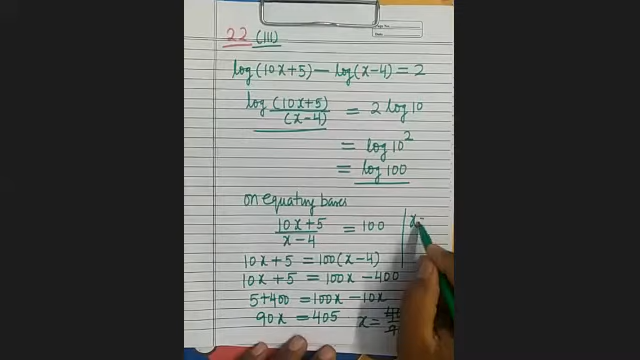 22 (III)
log(10x+5) − log(x−4) = 2
log (10x+5)/(x−4) = 2 log 10
= log 10²
= log 100
on equating bases
(10x+5)/(x−4) = 100
x=
10x+5 = 100(x−4)
10x+5 = 100x −400
5+400 = 100x −10x
90x = 405 x=